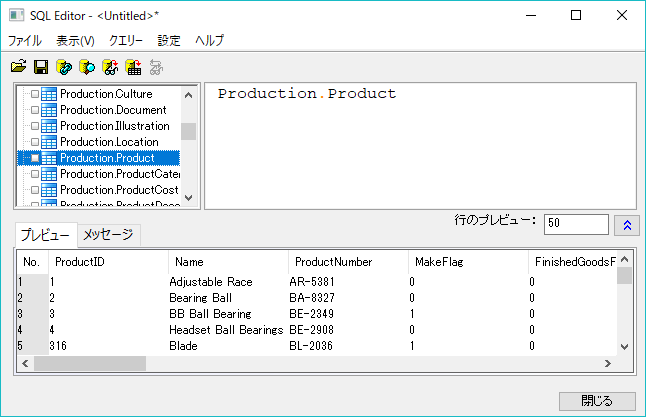 SQL Editor - <Untitled>*
ファイル 表示(V) クエリー 設定 ヘルプ
Production.Culture
Production.Document
Production.Illustration
Production.Location
Production.Product
Production.ProductCate
Production.ProductCost
Production.Product
行のプレビュー: 50
プレビュー メッセージ
No. ProductID Name ProductNumber MakeFlag FinishedGoodsF
1 1 Adjustable Race AR-5381 0 0
2 2 Bearing Ball BA-8327 0 0
3 3 BB Ball Bearing BE-2349 1 0
4 4 Headset Ball Bearings BE-2908 0 0
5 316 Blade BL-2036 1 0
閉じる